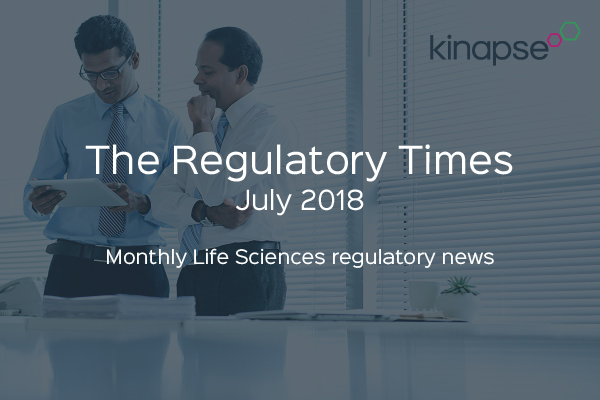 kinapse
The Regulatory Times
July 2018
Monthly Life Sciences regulatory news